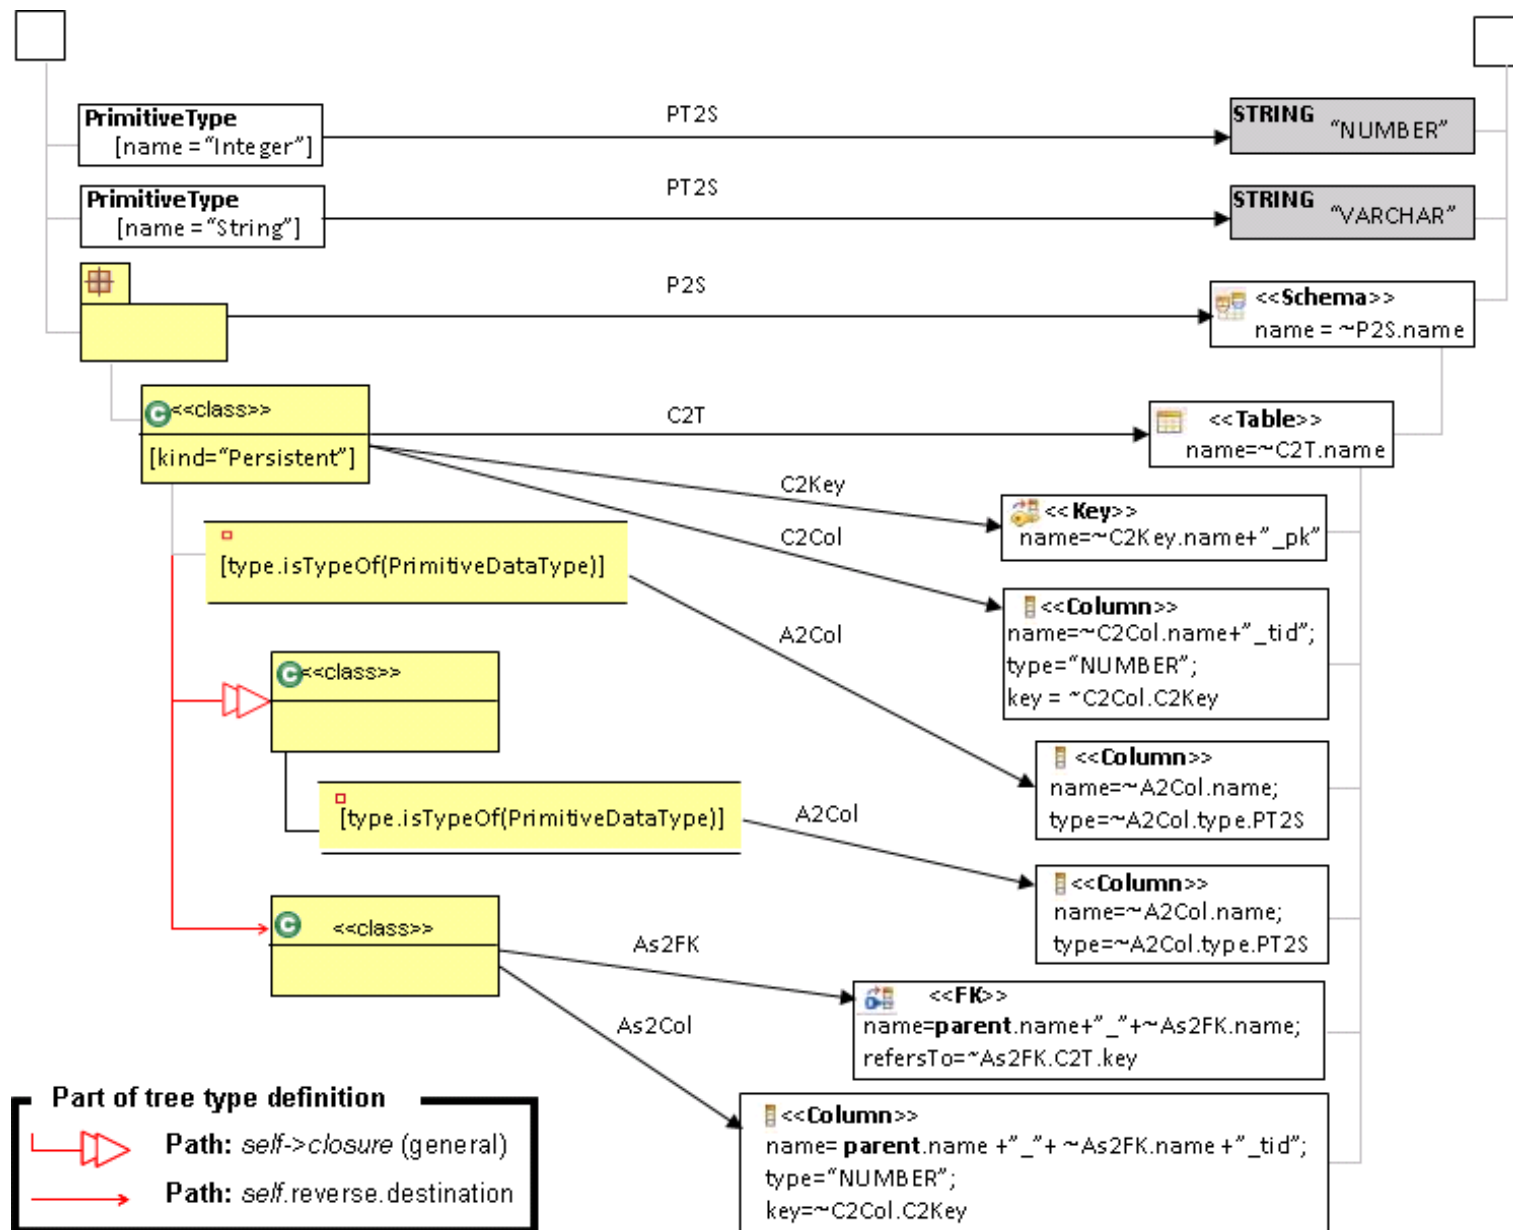 PrimitiveType
[name = “Integer”]
PT2S
STRING “NUMBER”
PrimitiveType
[name = “String”]
PT2S
STRING “VARCHAR”
P2S
<<Schema>>
name = ~P2S.name
C <<class>>
[kind=“Persistent”]
C2T
<<Table>>
name=~C2T.name
C2Key
<<Key>>
name=~C2Key.name+”_pk”
C2Col
[type.isTypeOf(PrimitiveDataType)]
<<Column>>
name=~C2Col.name+”_tid”;
type=”NUMBER”;
key = ~C2Col.C2Key
A2Col
C <<class>>
<<Column>>
name=~A2Col.name;
type=~A2Col.type.PT2S
[type.isTypeOf(PrimitiveDataType)]
A2Col
<<Column>>
name=~A2Col.name;
type=~A2Col.type.PT2S
C <<class>>
As2FK
<<FK>>
name=parent.name+”_”+~As2FK.name;
refersTo=~As2FK.C2T.key
As2Col
<<Column>>
name= parent.name +”_”+ ~As2FK.name +”_tid”;
type=“NUMBER”;
key=~C2Col.C2Key
Part of tree type definition
Path: self->closure (general)
Path: self.reverse.destination